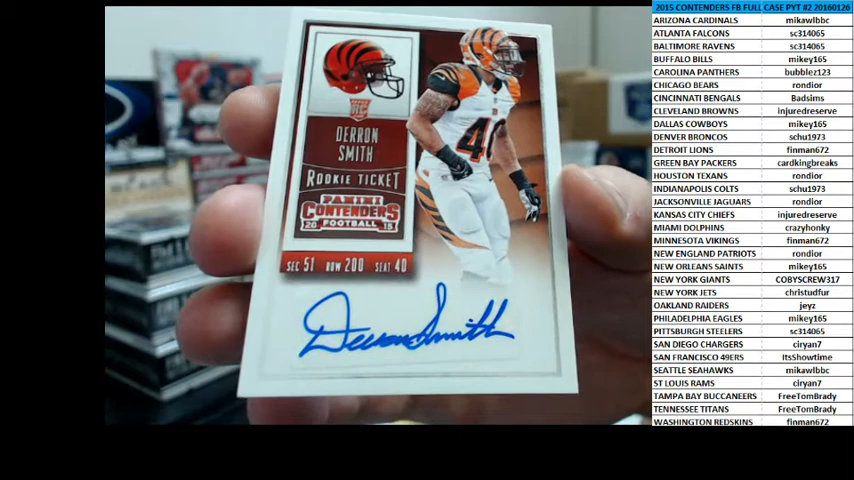 RC
DERRON
SMITH
ROOKIE TICKET
PANINI
CONTENDERS
20 FOOTBALL 15
SEC 51 ROW 200 SEAT 40
Derron Smith
2015 CONTENDERS FB FULL CASE PYT #2 20160126
ARIZONA CARDINALS mikawlbbc
ATLANTA FALCONS sc314065
BALTIMORE RAVENS sc314065
BUFFALO BILLS mikey165
CAROLINA PANTHERS bubblez123
CHICAGO BEARS rondior
CINCINNATI BENGALS Badsims
CLEVELAND BROWNS injuredreserve
DALLAS COWBOYS mikey165
DENVER BRONCOS schu1973
DETROIT LIONS finman672
GREEN BAY PACKERS cardkingbreaks
HOUSTON TEXANS rondior
INDIANAPOLIS COLTS schu1973
JACKSONVILLE JAGUARS rondior
KANSAS CITY CHIEFS injuredreserve
MIAMI DOLPHINS crazyhonky
MINNESOTA VIKINGS finman672
NEW ENGLAND PATRIOTS rondior
NEW ORLEANS SAINTS mikey165
NEW YORK GIANTS COBYSCREW317
NEW YORK JETS christudfur
OAKLAND RAIDERS jeyz
PHILADELPHIA EAGLES mikey165
PITTSBURGH STEELERS sc314065
SAN DIEGO CHARGERS ciryan7
SAN FRANCISCO 49ERS ItsShowtime
SEATTLE SEAHAWKS mikawlbbc
ST LOUIS RAMS ciryan7
TAMPA BAY BUCCANEERS FreeTomBrady
TENNESSEE TITANS FreeTomBrady
WASHINGTON REDSKINS finman672